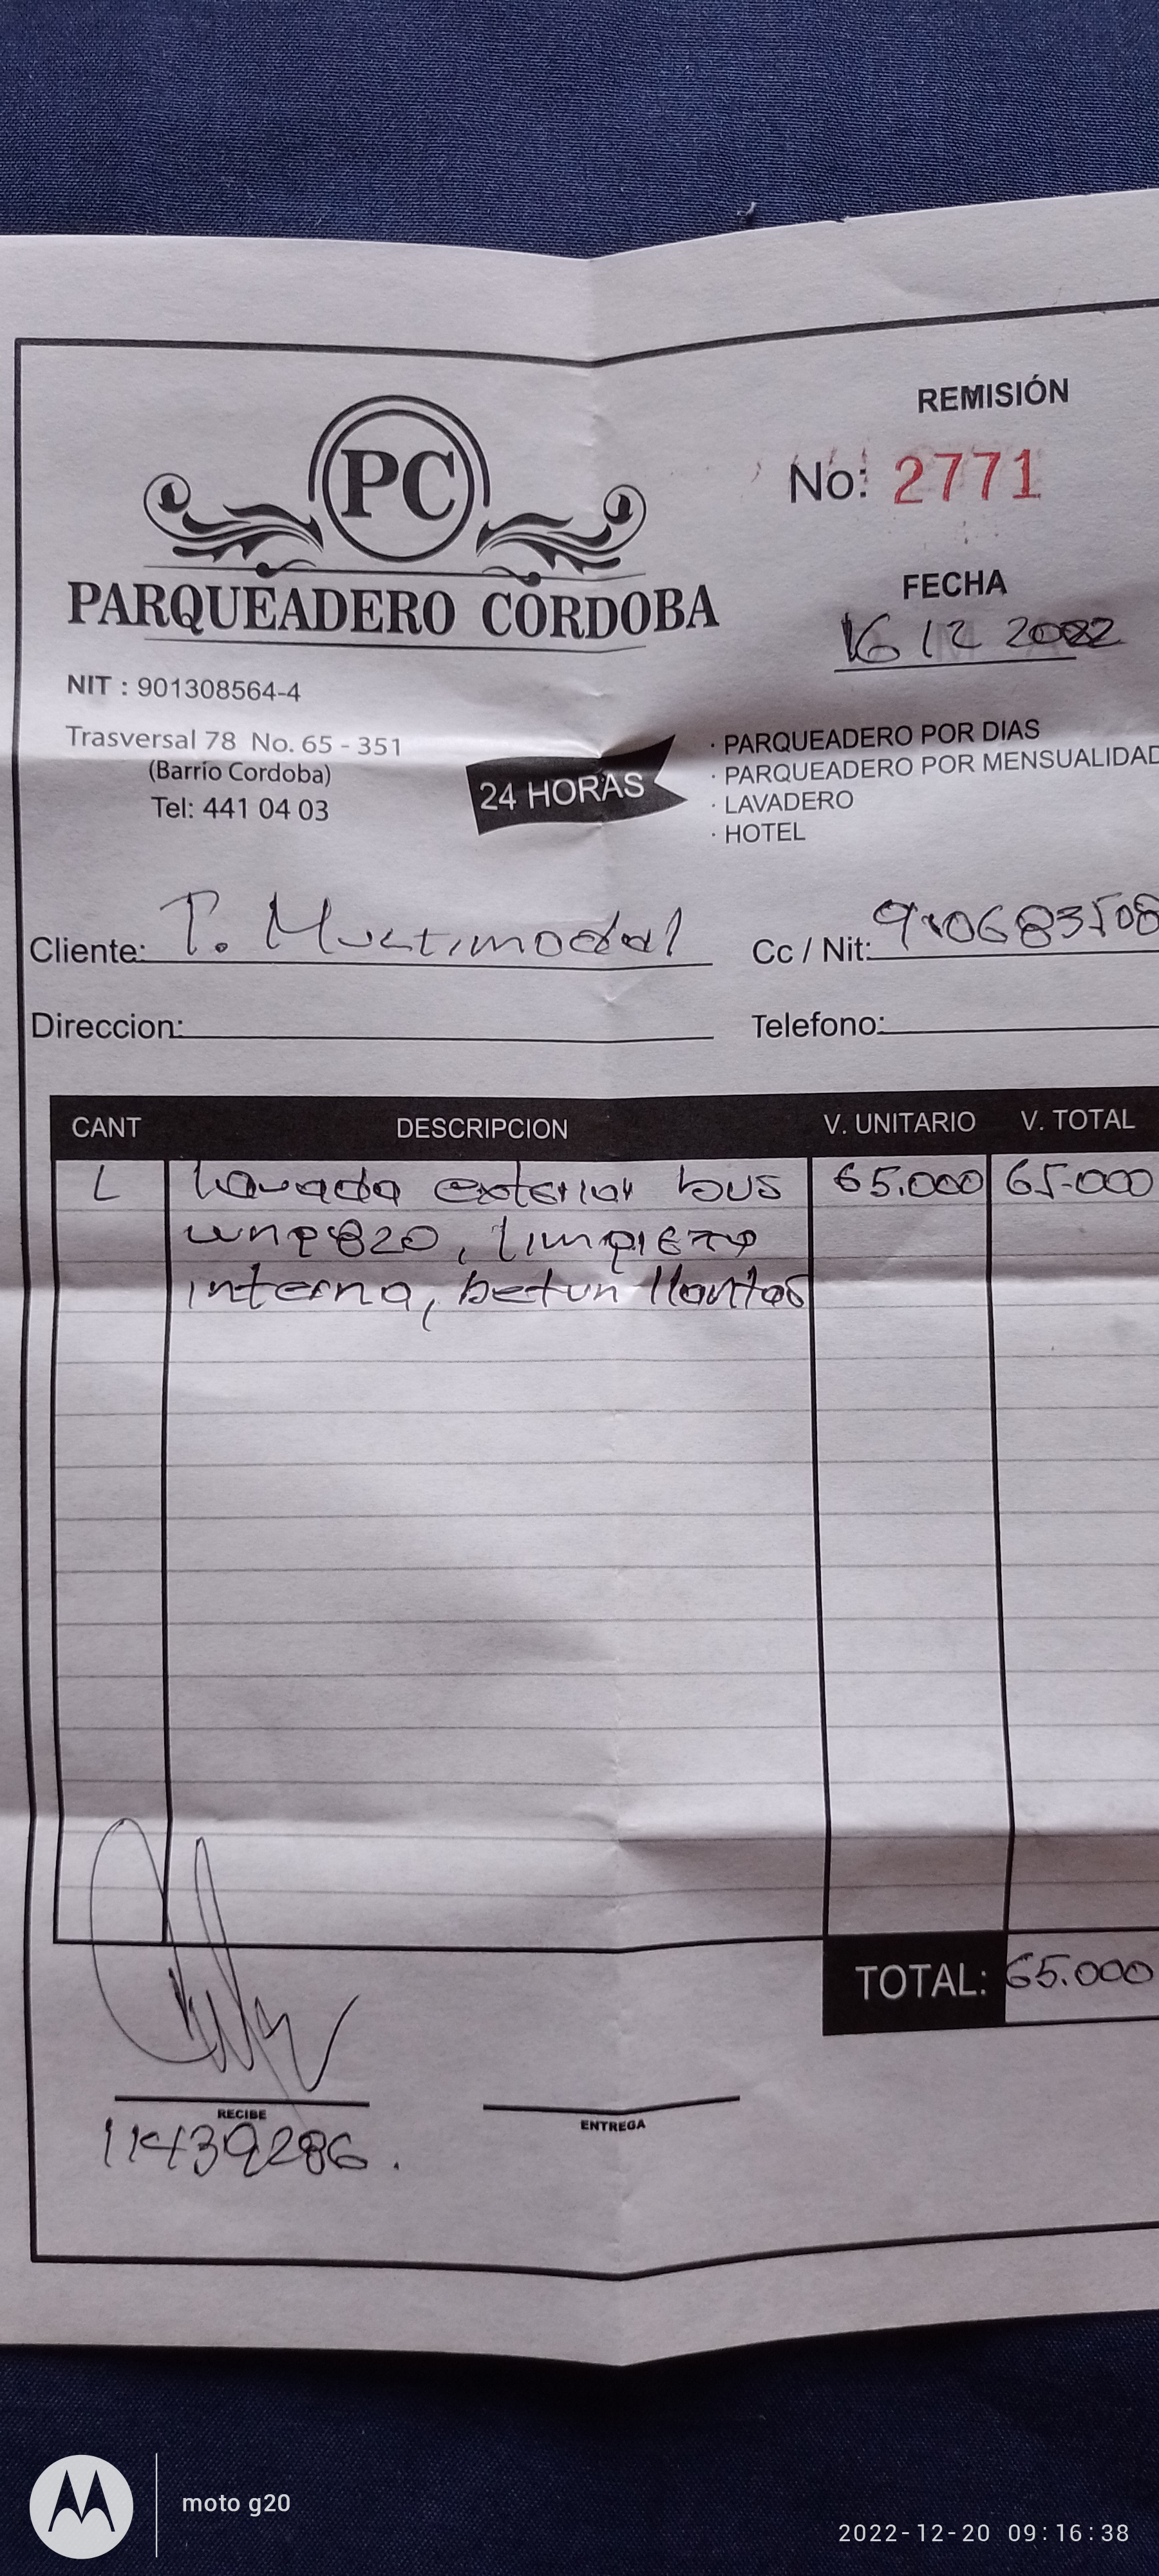 REMISIÓN
No: 2771
PC
PARQUEADERO CORDOBA
FECHA
16 12 2022
NIT : 901308564-4
Trasversal 78 No. 65 - 351
(Barrio Cordoba)
Tel: 441 04 03
24 HORAS
· PARQUEADERO POR DIAS
· PARQUEADERO POR MENSUALIDAD
· LAVADERO
· HOTEL
Cliente: T. Multimodal
Cc / Nit:
Direccion:
Telefono:
CANT DESCRIPCION V. UNITARIO V. TOTAL
1 lavada exterior bus 65.000 65.000
wnp820, limpieza
interna, betun llantas
TOTAL: 65.000
RECIBE
ENTREGA
11439286.
moto g20
2022-12-20 09:16:38